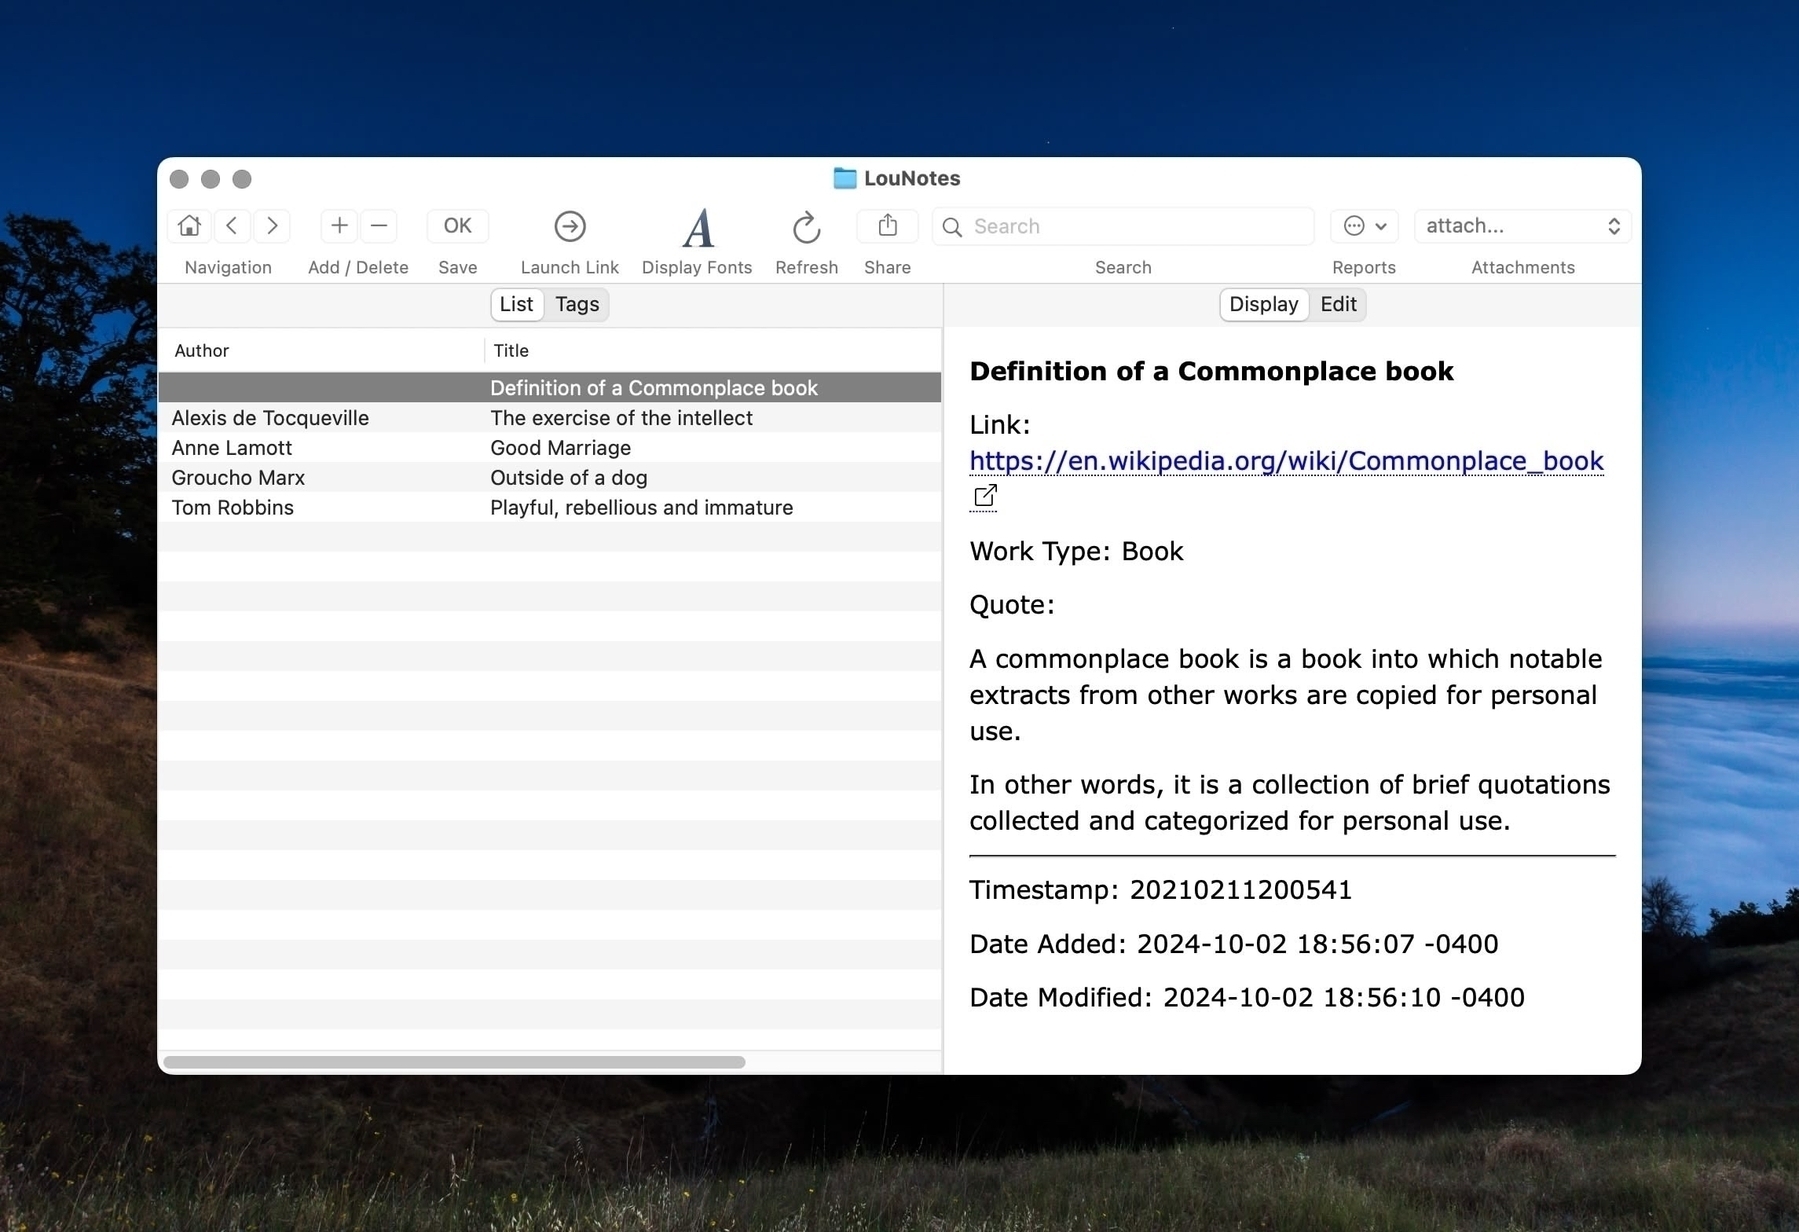 LouNotes
OK
Search
attach...
Navigation
Add / Delete
Save
Launch Link
Display Fonts
Refresh
Share
Search
Reports
Attachments
List
Tags
Display
Edit
Author
Title
Definition of a Commonplace book
Alexis de Tocqueville
The exercise of the intellect
Anne Lamott
Good Marriage
Groucho Marx
Outside of a dog
Tom Robbins
Playful, rebellious and immature
Definition of a Commonplace book
Link:
https://en.wikipedia.org/wiki/Commonplace_book
Work Type: Book
Quote:
A commonplace book is a book into which notable
extracts from other works are copied for personal
use.
In other words, it is a collection of brief quotations
collected and categorized for personal use.
Timestamp: 20210211200541
Date Added: 2024-10-02 18:56:07 -0400
Date Modified: 2024-10-02 18:56:10 -0400